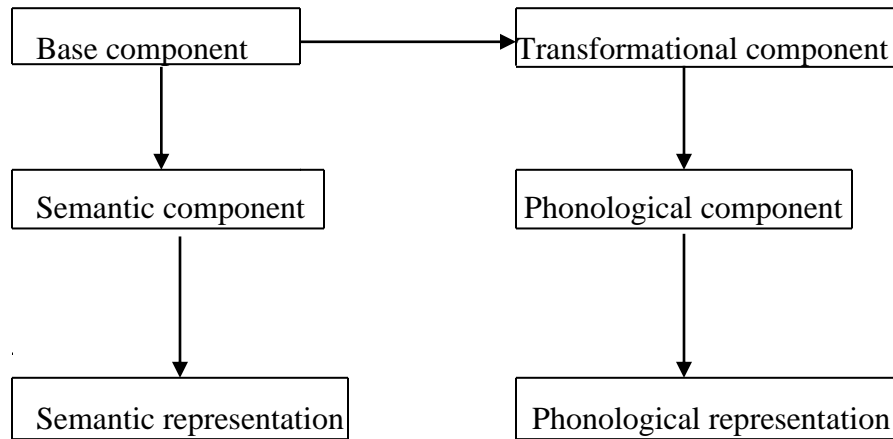 Base component
Transformational component
Semantic component
Phonological component
Semantic representation
Phonological representation